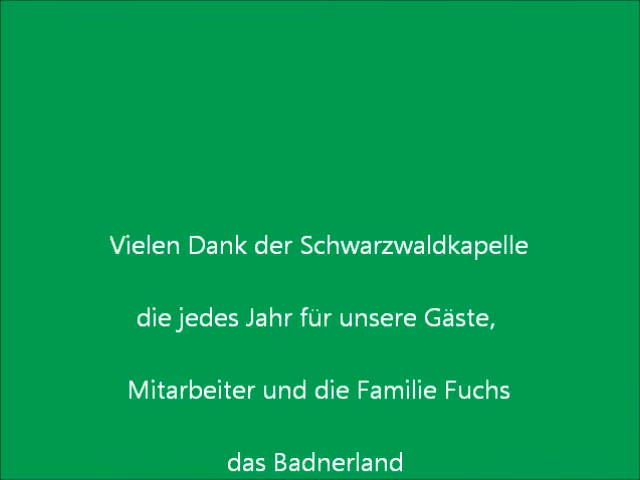 Vielen Dank der Schwarzwaldkapelle
die jedes Jahr für unsere Gäste,
Mitarbeiter und die Familie Fuchs
das Badnerland